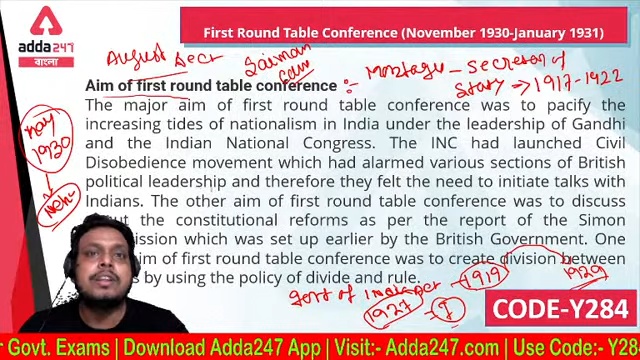 First Round Table Conference (November 1930-January 1931)
adda247
বাংলা
August Decr
Saiman
Com
Aim of first round table conference :- Montagu - Secretary of
State → 1917-1922
The major aim of first round table conference was to pacify the
increasing tides of nationalism in India under the leadership of Gandhi
and the Indian National Congress. The INC had launched Civil
Disobedience movement which had alarmed various sections of British
political leadership and therefore they felt the need to initiate talks with
Indians. The other aim of first round table conference was to discuss
the constitutional reforms as per the report of the Simon
which was set up earlier by the British Government. One
aim of first round table conference was to create division between
by using the policy of divide and rule.
1930
Nehru
Govt of India
1919
1929
1927
CODE-Y284
r Govt. Exams | Download Adda247 App | Visit:- Adda247.com | Use Code:- Y28